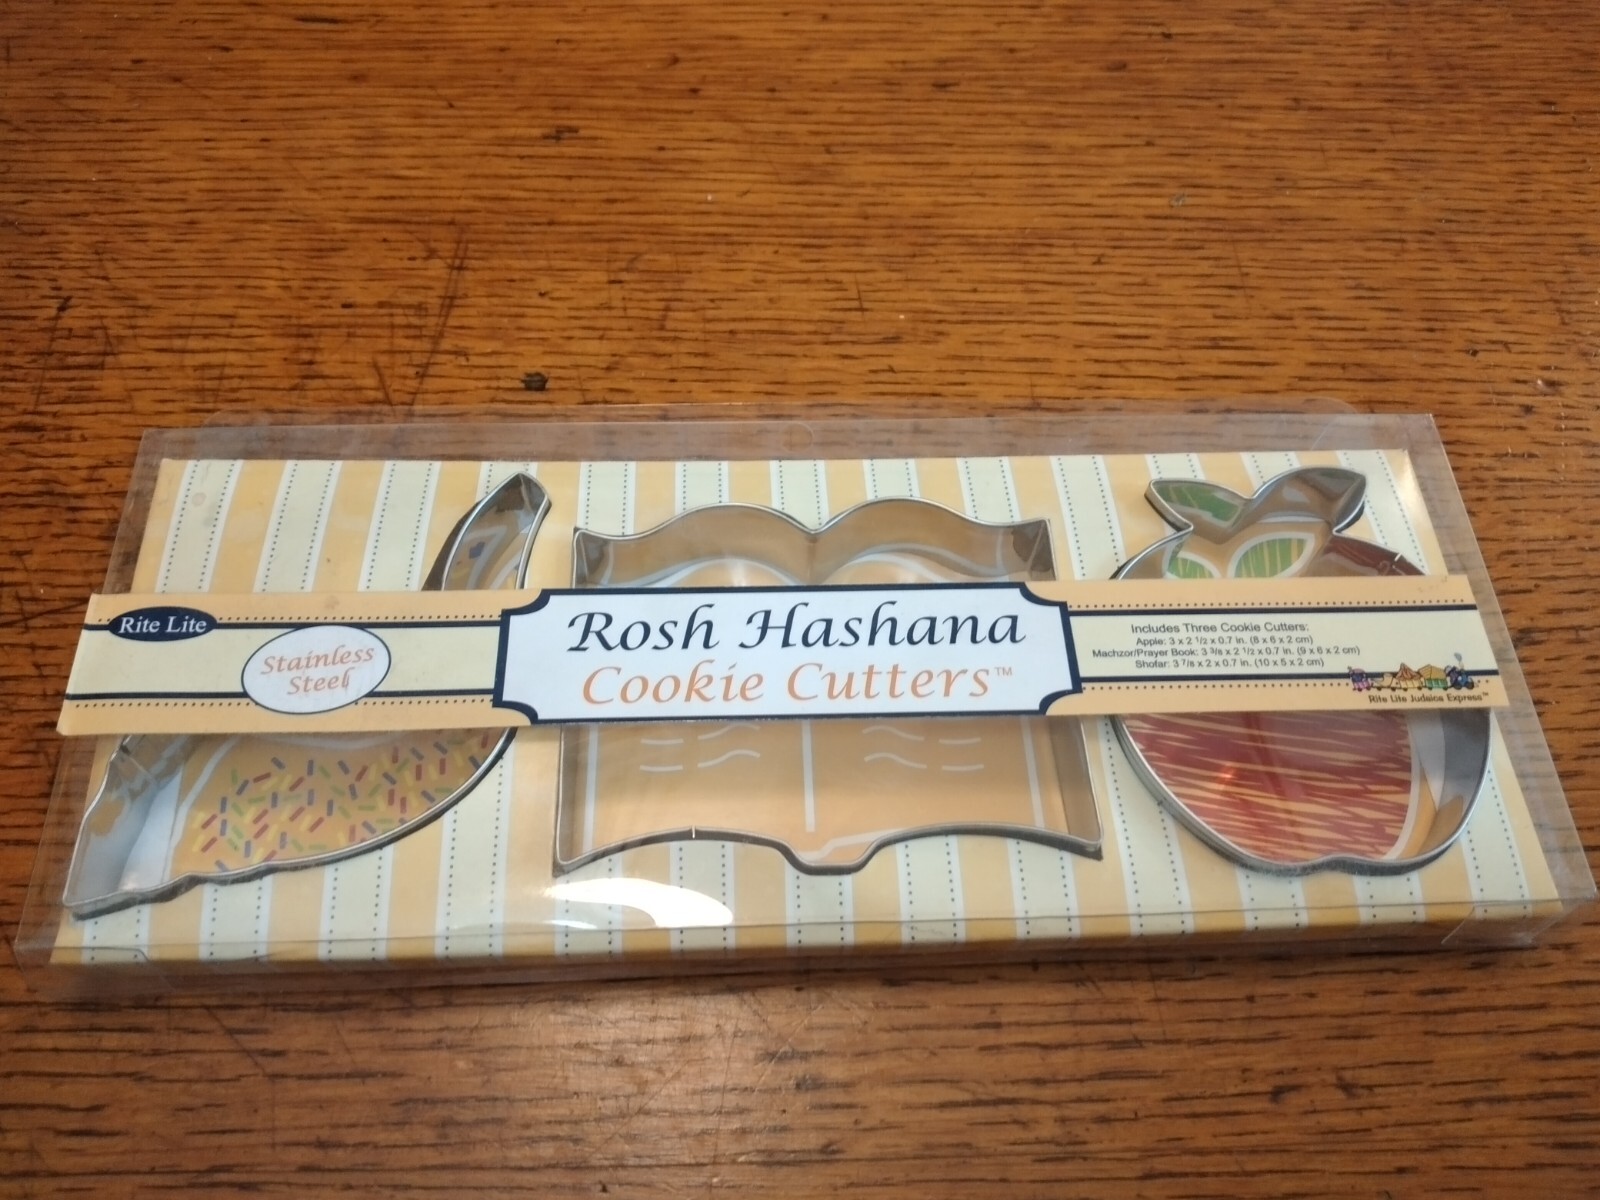 Rite Lite
Stainless
Steel
Rosh Hashana
Cookie Cutters™
Includes Three Cookie Cutters:
Apple: 3 x 2 1/2 x 0.7 in. (8 x 6 x 2 cm)
Machzor/Prayer Book: 3 3/8 x 2 1/2 x 0.7 in. (9 x 6 x 2 cm)
Shofar: 3 7/8 x 2 x 0.7 in. (10 x 5 x 2 cm)
Rite Lite Judaica Express™